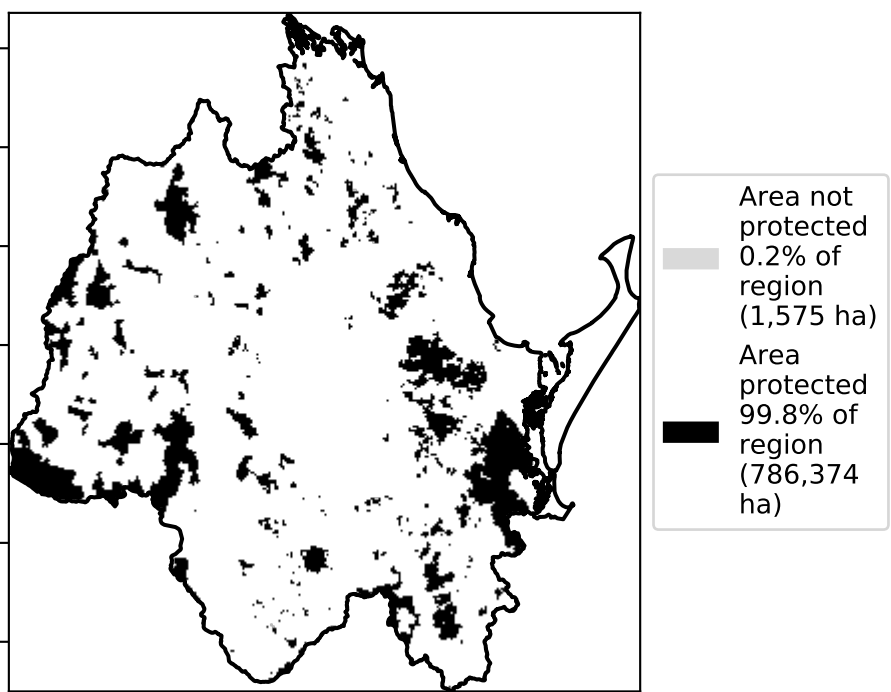 Area not
protected
0.2% of
region
(1,575 ha)
Area
protected
99.8% of
region
(786,374
ha)